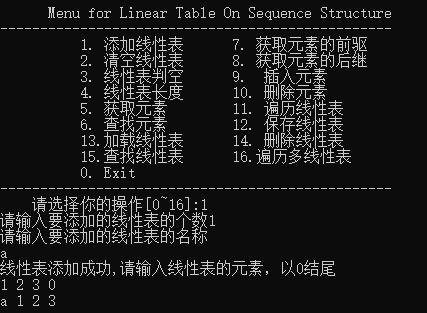 Menu for Linear Table On Sequence Structure
-------------------------------------------------
1. 添加线性表 7. 获取元素的前驱
2. 清空线性表 8. 获取元素的后继
3. 线性表判空 9. 插入元素
4. 线性表长度 10. 删除元素
5. 获取元素 11. 遍历线性表
6. 查找元素 12. 保存线性表
13.加载线性表 14. 删除线性表
15.查找线性表 16.遍历多线性表
0. Exit
-------------------------------------------------
请选择你的操作[0~16]:1
请输入要添加的线性表的个数1
请输入要添加的线性表的名称
a
线性表添加成功,请输入线性表的元素，以0结尾
1 2 3 0
a 1 2 3